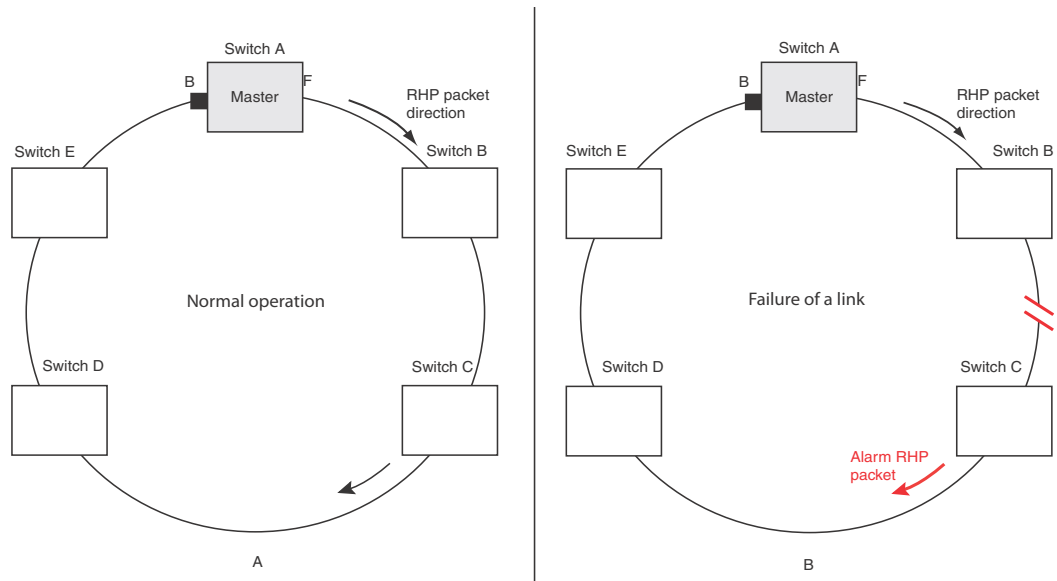 Switch A
B
F
Master
RHP packet
direction
Switch E
Switch B
Normal operation
Switch D
Switch C
A
Switch A
B
F
Master
RHP packet
direction
Switch E
Switch B
Failure of a link
Switch D
Switch C
Alarm RHP
packet
B